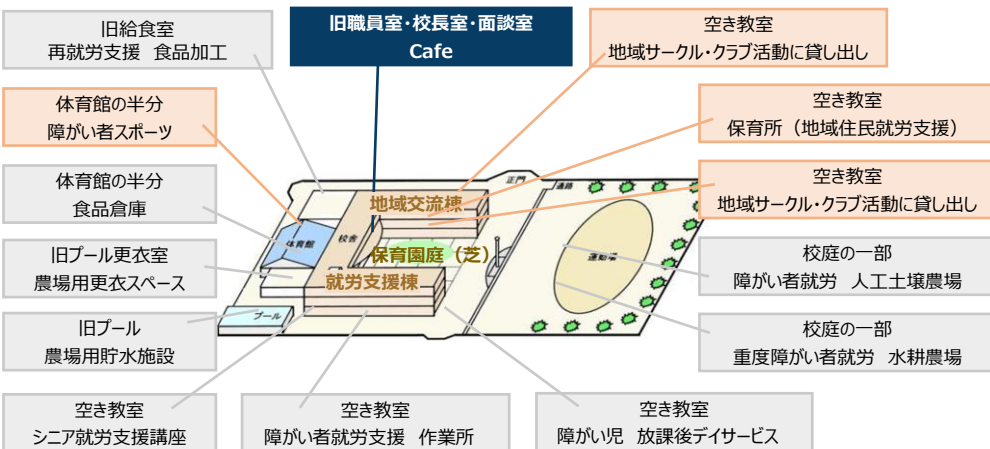 旧給食室
再就労支援 食品加工
旧職員室・校長室・面談室
Cafe
空き教室
地域サークル・クラブ活動に貸し出し
体育館の半分
障がい者スポーツ
空き教室
保育所（地域住民就労支援）
体育館の半分
食品倉庫
空き教室
地域サークル・クラブ活動に貸し出し
正門
通路
地域交流棟
体育館
校舎
保育園庭（芝）
運動場
就労支援棟
プール
旧プール更衣室
農場用更衣スペース
校庭の一部
障がい者就労 人工土壌農場
旧プール
農場用貯水施設
校庭の一部
重度障がい者就労 水耕農場
空き教室
シニア就労支援講座
空き教室
障がい者就労支援 作業所
空き教室
障がい児 放課後デイサービス